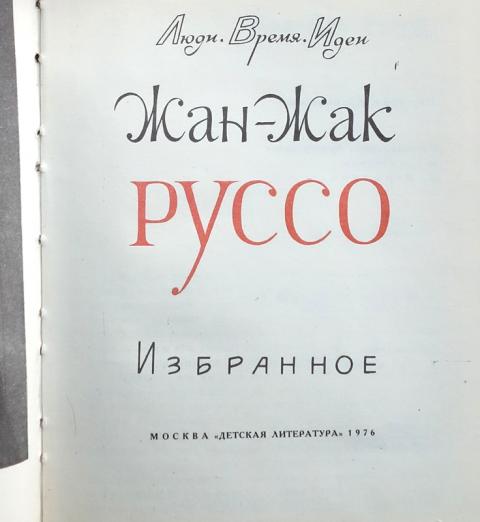 Люди. Время. Идеи
Жан-Жак
РУССО
ИЗБРАННОЕ
МОСКВА «ДЕТСКАЯ ЛИТЕРАТУРА» 1976